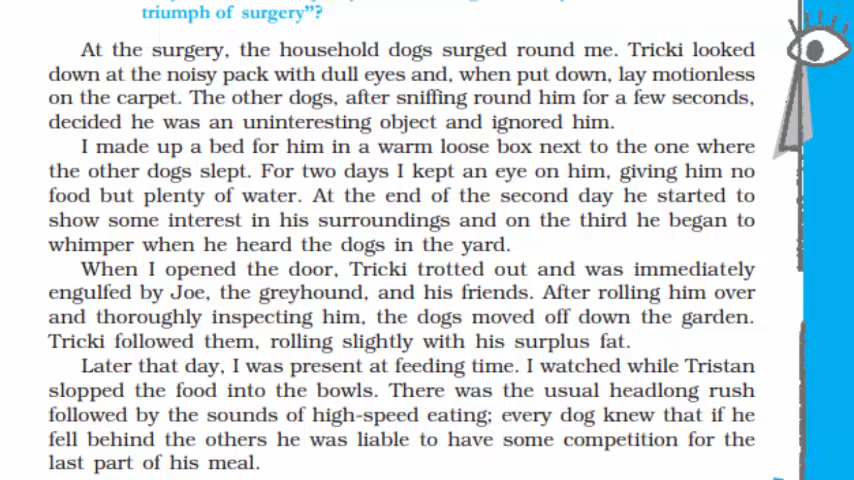 triumph of surgery"?
At the surgery, the household dogs surged round me. Tricki looked
down at the noisy pack with dull eyes and, when put down, lay motionless
on the carpet. The other dogs, after sniffing round him for a few seconds,
decided he was an uninteresting object and ignored him.
I made up a bed for him in a warm loose box next to the one where
the other dogs slept. For two days I kept an eye on him, giving him no
food but plenty of water. At the end of the second day he started to
show some interest in his surroundings and on the third he began to
whimper when he heard the dogs in the yard.
When I opened the door, Tricki trotted out and was immediately
engulfed by Joe, the greyhound, and his friends. After rolling him over
and thoroughly inspecting him, the dogs moved off down the garden.
Tricki followed them, rolling slightly with his surplus fat.
Later that day, I was present at feeding time. I watched while Tristan
slopped the food into the bowls. There was the usual headlong rush
followed by the sounds of high-speed eating; every dog knew that if he
fell behind the others he was liable to have some competition for the
last part of his meal.